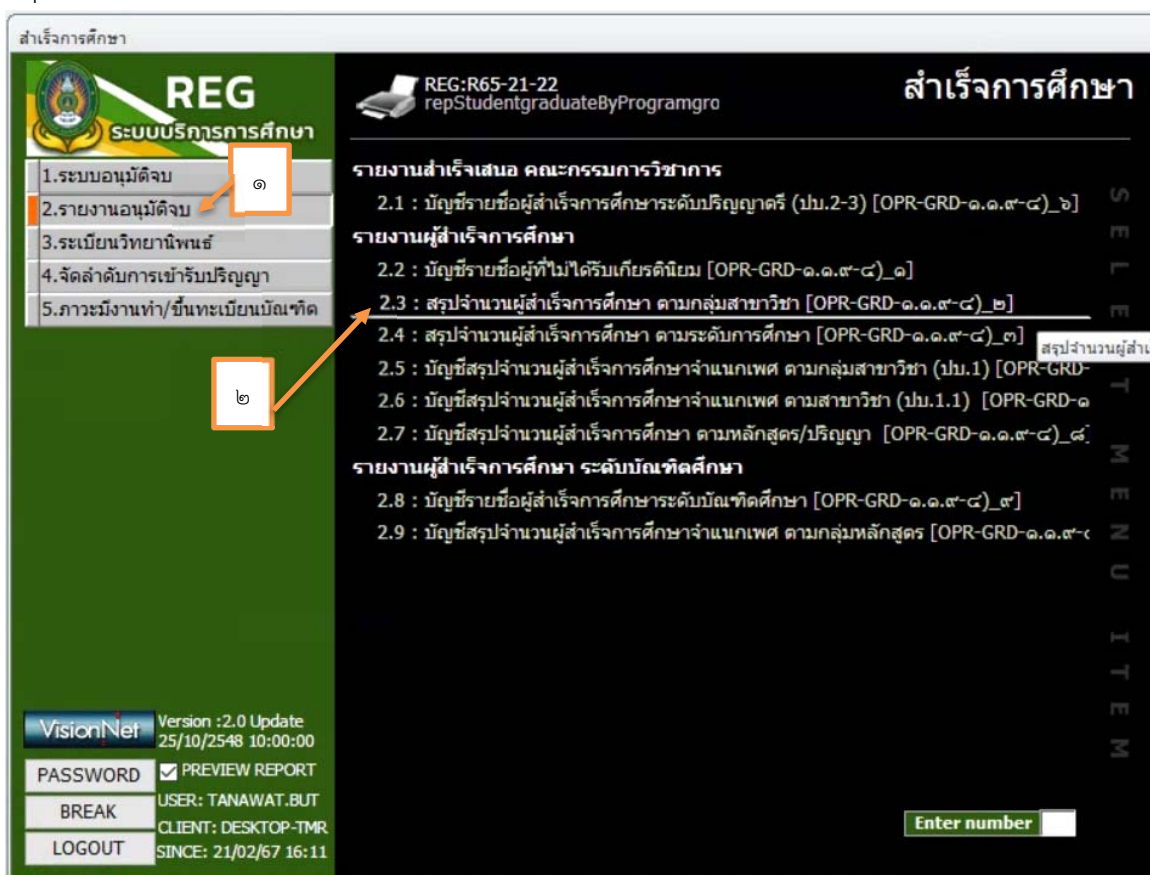 สำเร็จการศึกษา
REG
ระบบบริการการศึกษา
1.ระบบอนุมัติจบ
๑
2.รายงานอนุมัติจบ
3.ระเบียนวิทยานิพนธ์
4.จัดลำดับการเข้ารับปริญญา
5.ภาวะมีงานทำ/ขึ้นทะเบียนบัณฑิต
๒
VisionNet
Version :2.0 Update
25/10/2548 10:00:00
PASSWORD
PREVIEW REPORT
BREAK
USER: TANAWAT.BUT
CLIENT: DESKTOP-TMR
LOGOUT
SINCE: 21/02/67 16:11
REG:R65-21-22
repStudentgraduateByProgramgro
สำเร็จการศึกษา
รายงานสำเร็จเสนอ คณะกรรมการวิชาการ
2.1 : บัญชีรายชื่อผู้สำเร็จการศึกษาระดับปริญญาตรี (ปบ.2-3) [OPR-GRD-๑.๑.๙-๔)_๖]
รายงานผู้สำเร็จการศึกษา
2.2 : บัญชีรายชื่อผู้ที่ไม่ได้รับเกียรตินิยม [OPR-GRD-๑.๑.๙-๔)_๑]
2.3 : สรุปจำนวนผู้สำเร็จการศึกษา ตามกลุ่มสาขาวิชา [OPR-GRD-๑.๑.๙-๔)_๒]
2.4 : สรุปจำนวนผู้สำเร็จการศึกษา ตามระดับการศึกษา [OPR-GRD-๑.๑.๙-๔)_๓]
สรุปจำนวนผู้สำเ
2.5 : บัญชีสรุปจำนวนผู้สำเร็จการศึกษาจำแนกเพศ ตามกลุ่มสาขาวิชา (ปบ.1) [OPR-GRD-
2.6 : บัญชีสรุปจำนวนผู้สำเร็จการศึกษาจำแนกเพศ ตามสาขาวิชา (ปบ.1.1) [OPR-GRD-๑
2.7 : บัญชีสรุปจำนวนผู้สำเร็จการศึกษา ตามหลักสูตร/ปริญญา [OPR-GRD-๑.๑.๙-๔)_๘]
รายงานผู้สำเร็จการศึกษา ระดับบัณฑิตศึกษา
2.8 : บัญชีรายชื่อผู้สำเร็จการศึกษาระดับบัณฑิตศึกษา [OPR-GRD-๑.๑.๙-๔)_๙]
2.9 : บัญชีสรุปจำนวนผู้สำเร็จการศึกษาจำแนกเพศ ตามกลุ่มหลักสูตร [OPR-GRD-๑.๑.๙-
Enter number